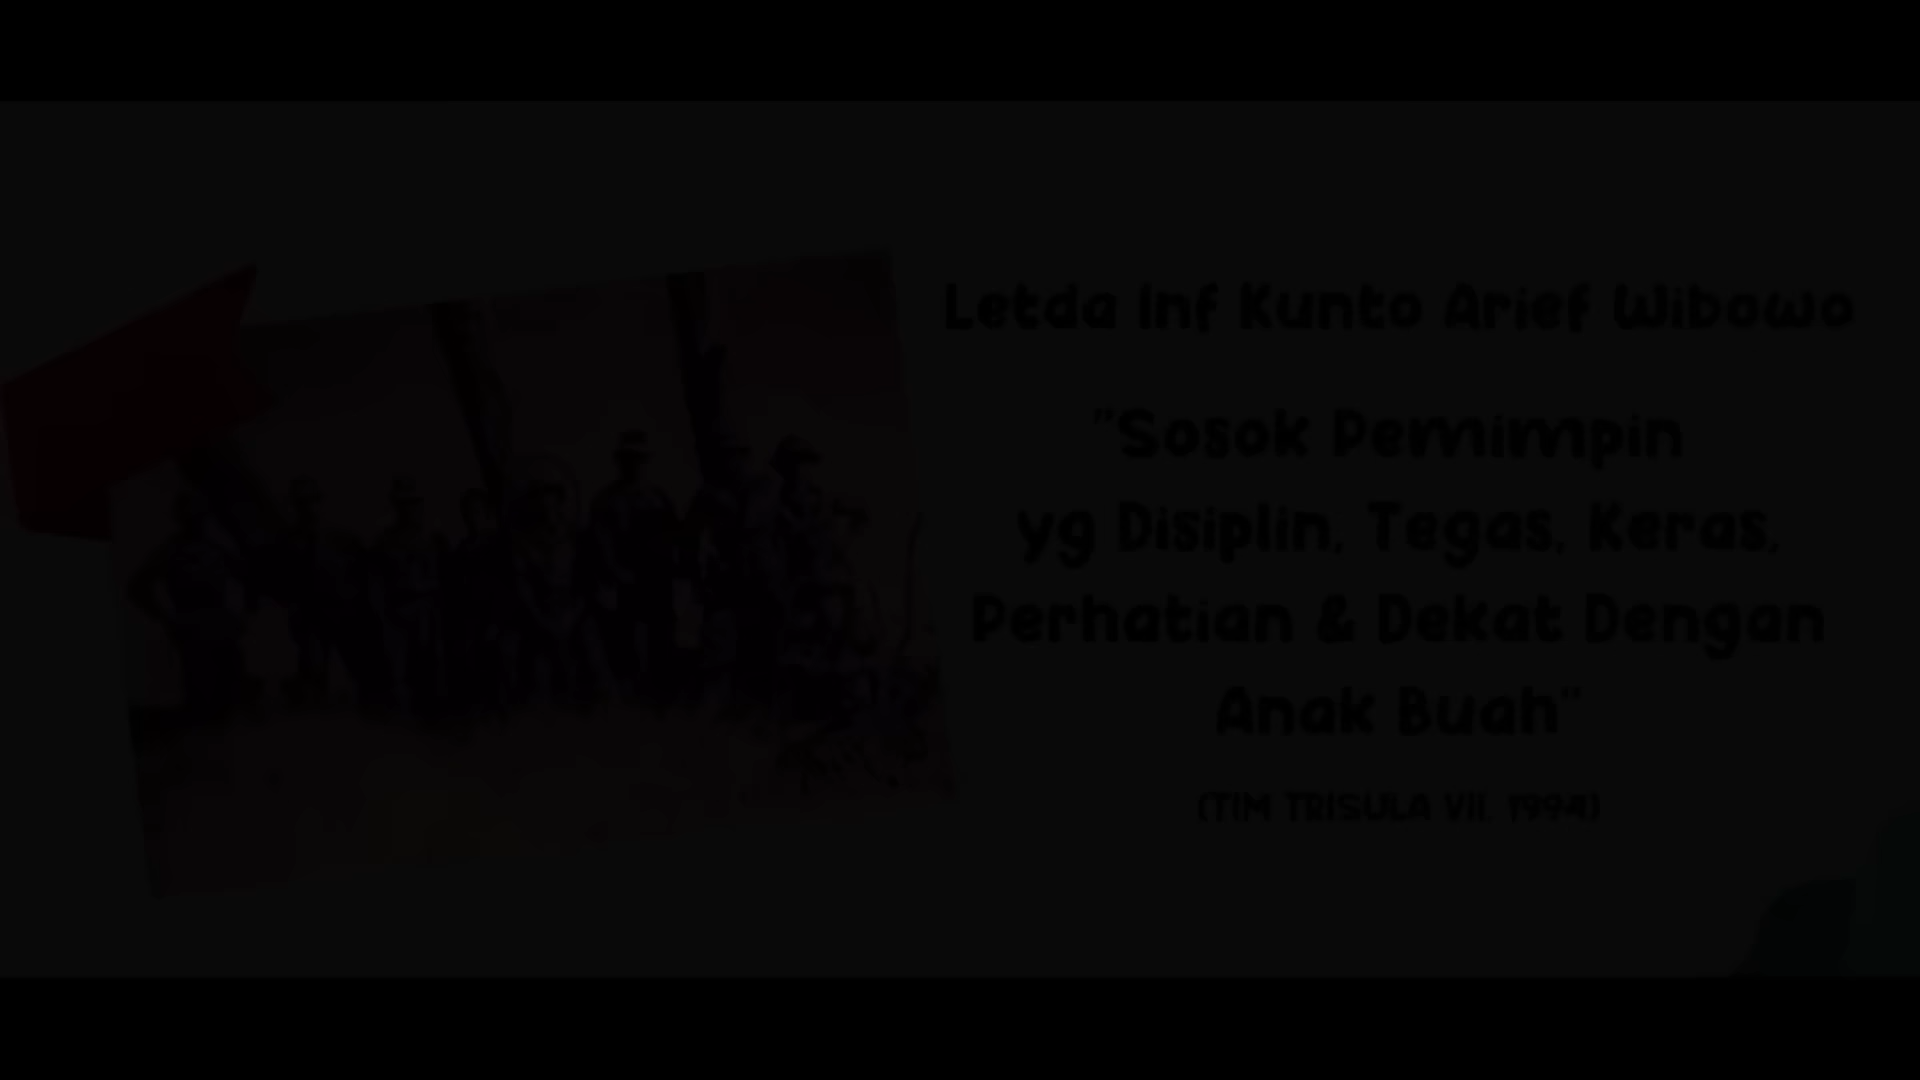 Letda Inf Kunto Arief Wibowo
"Sosok Pemimpin
yg Disiplin, Tegas, Keras,
Perhatian & Dekat Dengan
Anak Buah"
(TIM TRISULA VII, 1994)